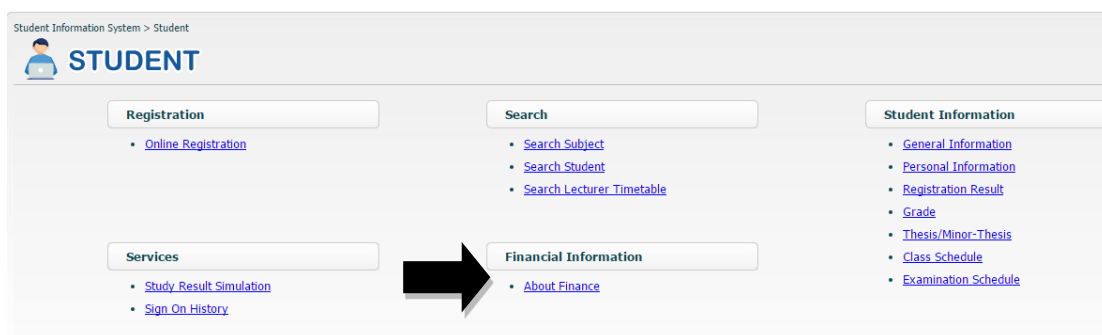 Student Information System > Student
STUDENT
Registration
• Online Registration
Search
• Search Subject
• Search Student
• Search Lecturer Timetable
Student Information
• General Information
• Personal Information
• Registration Result
• Grade
• Thesis/Minor-Thesis
• Class Schedule
• Examination Schedule
Services
• Study Result Simulation
• Sign On History
Financial Information
• About Finance